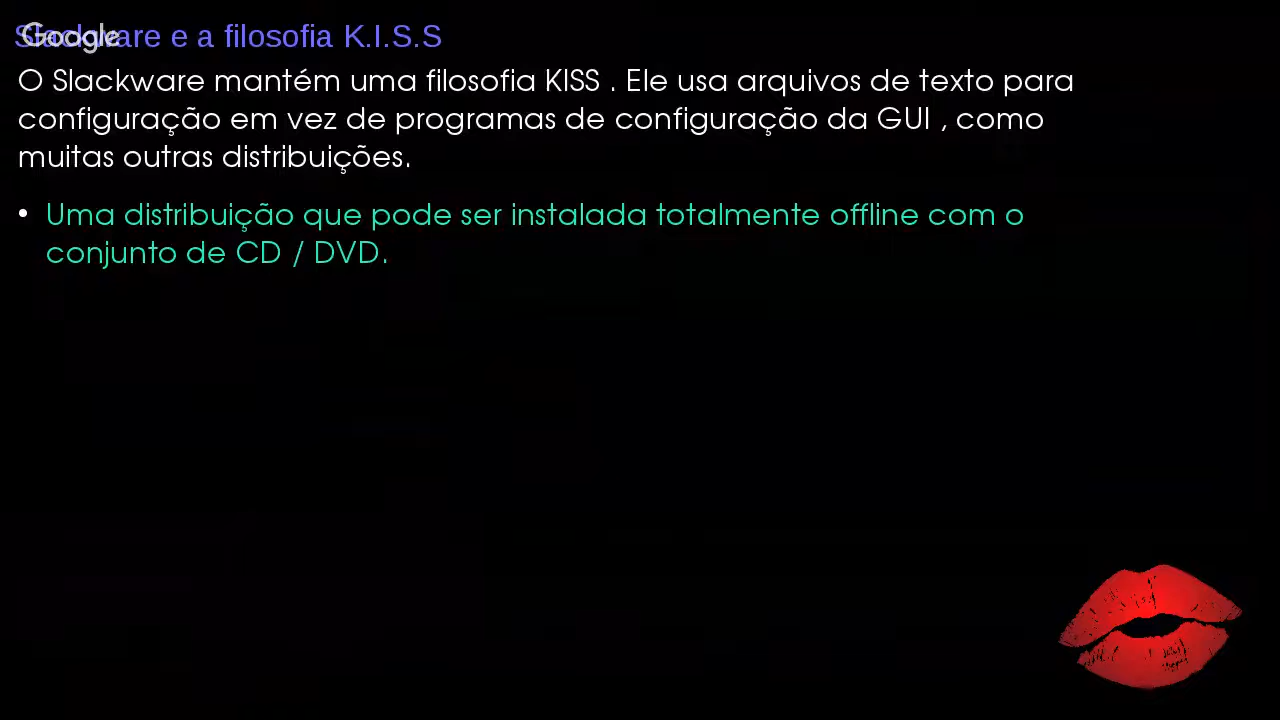 Google
Slackware e a filosofia K.I.S.S
O Slackware mantém uma filosofia KISS . Ele usa arquivos de texto para
configuração em vez de programas de configuração da GUI , como
muitas outras distribuições.
• Uma distribuição que pode ser instalada totalmente offline com o
conjunto de CD / DVD.